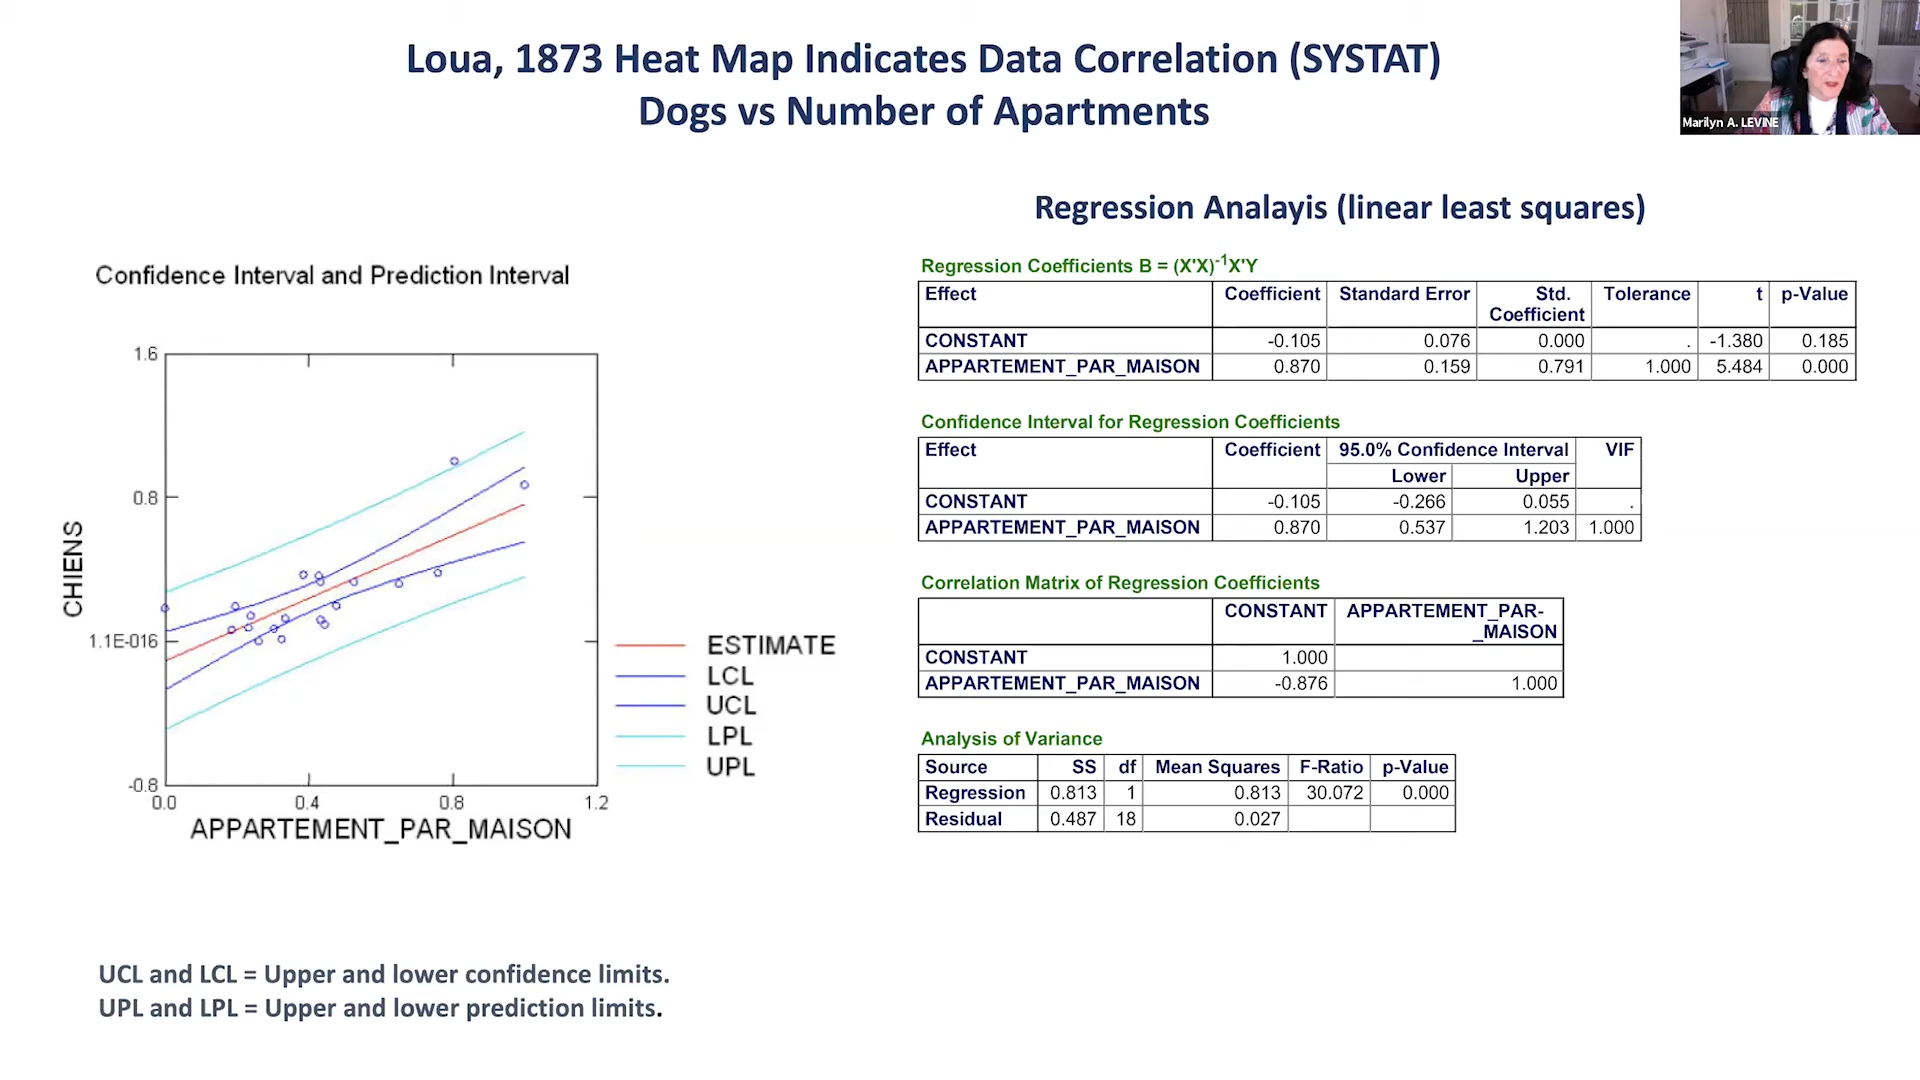 Loua, 1873 Heat Map Indicates Data Correlation (SYSTAT)
Dogs vs Number of Apartments
Marilyn A. LEVINE
Confidence Interval and Prediction Interval
1.6
0.8
1.1E-016
-0.8
CHIENS
0.0 0.4 0.8 1.2
APPARTEMENT_PAR_MAISON
ESTIMATE
LCL
UCL
LPL
UPL
UCL and LCL = Upper and lower confidence limits.
UPL and LPL = Upper and lower prediction limits.
Regression Analayis (linear least squares)
Regression Coefficients B = (X'X)-1X'Y
Effect Coefficient Standard Error Std. Coefficient Tolerance t p-Value
CONSTANT -0.105 0.076 0.000 . -1.380 0.185
APPARTEMENT_PAR_MAISON 0.870 0.159 0.791 1.000 5.484 0.000
Confidence Interval for Regression Coefficients
Effect Coefficient 95.0% Confidence Interval VIF
Lower Upper
CONSTANT -0.105 -0.266 0.055 .
APPARTEMENT_PAR_MAISON 0.870 0.537 1.203 1.000
Correlation Matrix of Regression Coefficients
CONSTANT APPARTEMENT_PAR-
_MAISON
CONSTANT 1.000
APPARTEMENT_PAR_MAISON -0.876 1.000
Analysis of Variance
Source SS df Mean Squares F-Ratio p-Value
Regression 0.813 1 0.813 30.072 0.000
Residual 0.487 18 0.027